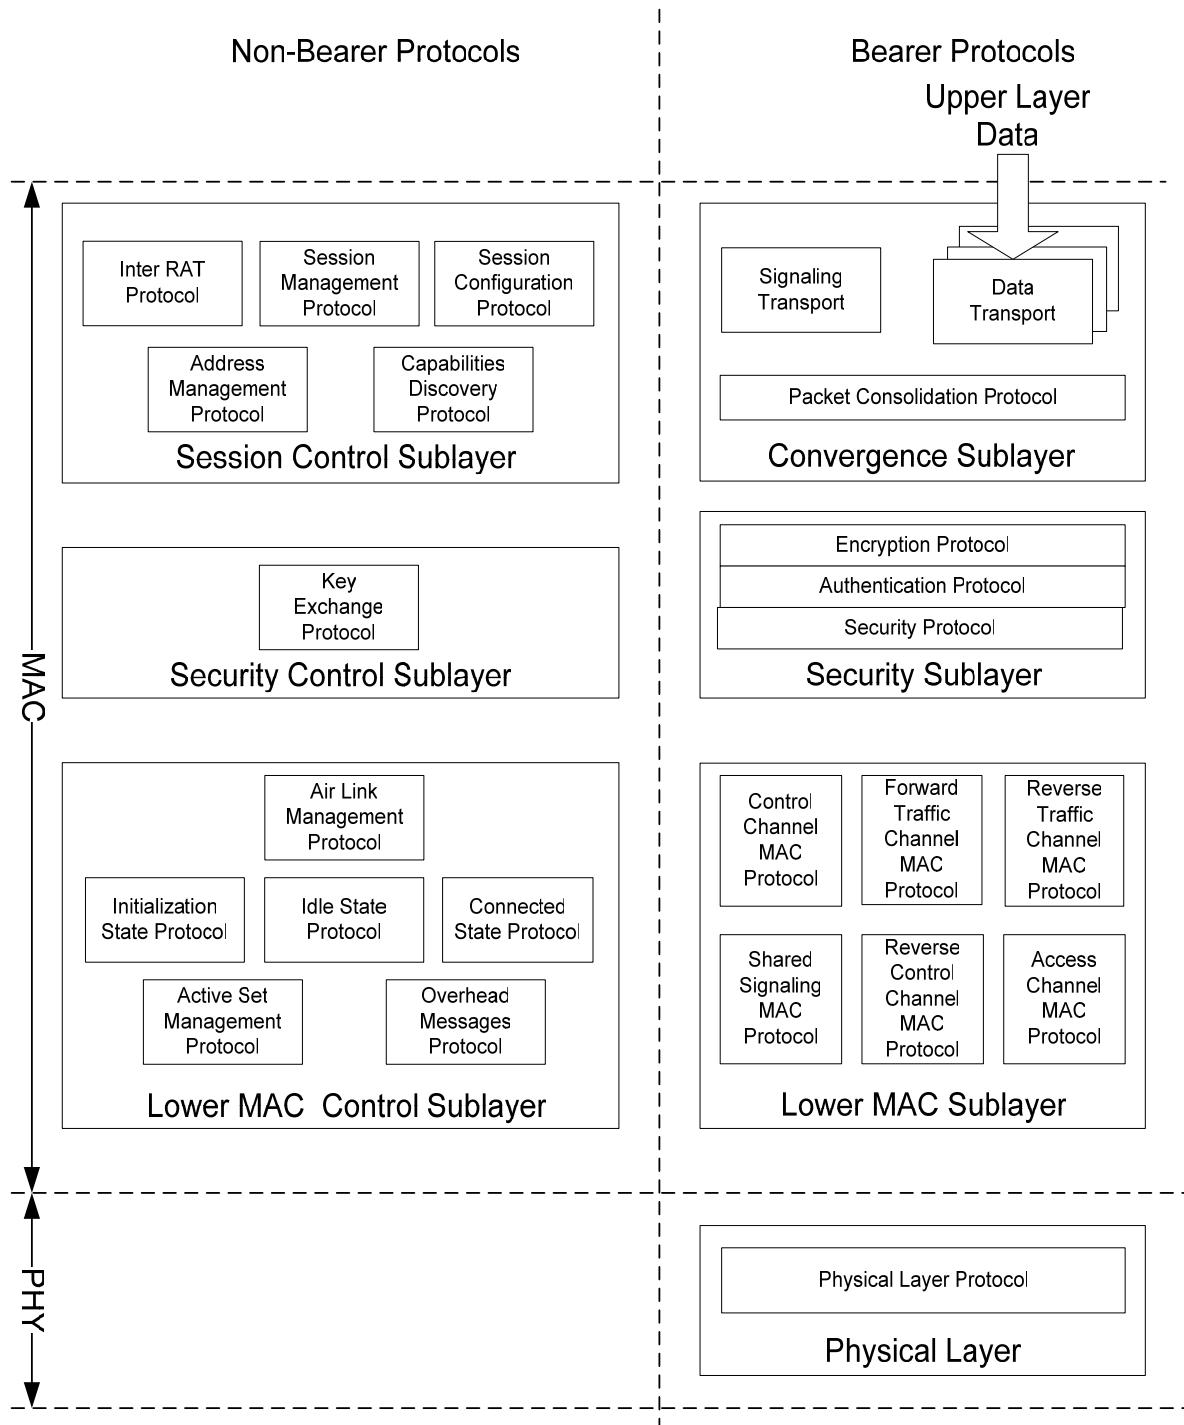 Non-Bearer Protocols
Bearer Protocols
Upper Layer
Data
Inter RAT
Protocol
Session
Management
Protocol
Session
Configuration
Protocol
Address
Management
Protocol
Capabilities
Discovery
Protocol
Session Control Sublayer
Signaling
Transport
Data
Transport
Packet Consolidation Protocol
Convergence Sublayer
MAC
Key
Exchange
Protocol
Security Control Sublayer
Encryption Protocol
Authentication Protocol
Security Protocol
Security Sublayer
Air Link
Management
Protocol
Initialization
State Protocol
Idle State
Protocol
Connected
State Protocol
Active Set
Management
Protocol
Overhead
Messages
Protocol
Lower MAC Control Sublayer
Control
Channel
MAC
Protocol
Forward
Traffic
Channel
MAC
Protocol
Reverse
Traffic
Channel
MAC
Protocol
Shared
Signaling
MAC
Protocol
Reverse
Control
Channel
MAC
Protocol
Access
Channel
MAC
Protocol
Lower MAC Sublayer
PHY
Physical Layer Protocol
Physical Layer